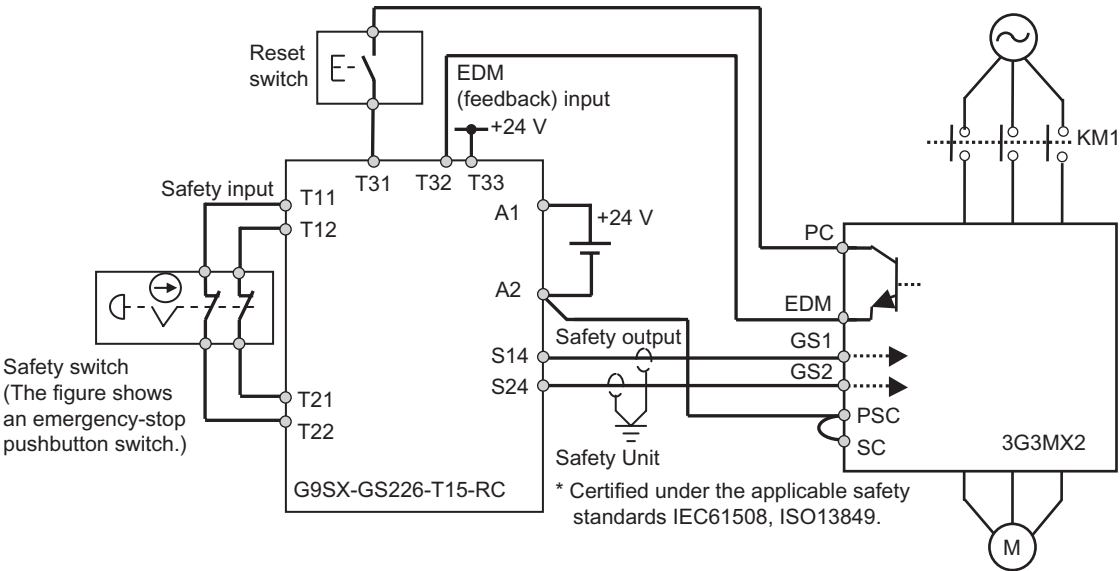 Reset
switch
EDM
(feedback) input
+24 V
KM1
T31
T32
T33
Safety input
T11
T12
A1
+24 V
PC
A2
EDM
Safety output
GS1
S14
GS2
S24
Safety switch
(The figure shows
an emergency-stop
pushbutton switch.)
T21
T22
PSC
SC
3G3MX2
Safety Unit
G9SX-GS226-T15-RC
* Certified under the applicable safety
standards IEC61508, ISO13849.
M